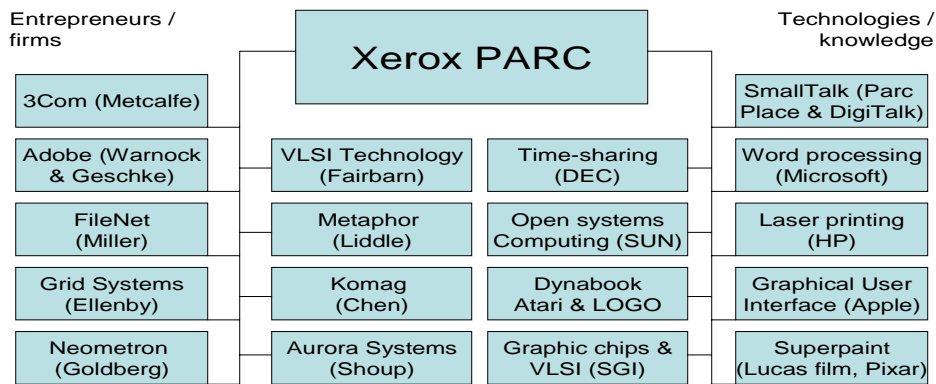 Entrepreneurs /
firms
Technologies /
knowledge
Xerox PARC
3Com (Metcalfe)
SmallTalk (Parc
Place & DigiTalk)
Adobe (Warnock
& Geschke)
VLSI Technology
(Fairbarn)
Time-sharing
(DEC)
Word processing
(Microsoft)
FileNet
(Miller)
Metaphor
(Liddle)
Open systems
Computing (SUN)
Laser printing
(HP)
Grid Systems
(Ellenby)
Komag
(Chen)
Dynabook
Atari & LOGO
Graphical User
Interface (Apple)
Neometron
(Goldberg)
Aurora Systems
(Shoup)
Graphic chips &
VLSI (SGI)
Superpaint
(Lucas film, Pixar)